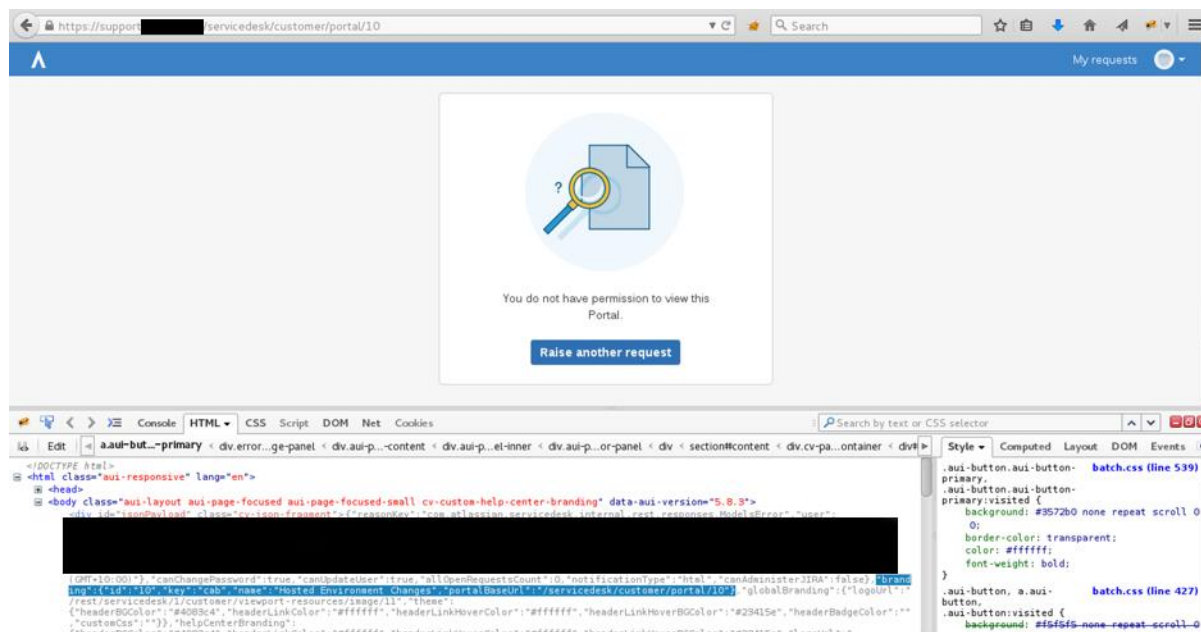 https://support
/servicedesk/customer/portal/10
Search
My requests
?
You do not have permission to view this
Portal.
Raise another request
Console HTML CSS Script DOM Net Cookies
Search by text or CSS selector
Edit a.aui-but...-primary < div.error...ge-panel < div.aui-p...-content < div.aui-p...el-inner < div.aui-p...or-panel < div < section#content < div.cv-pa...ontainer < div#
Style Computed Layout DOM Events
<!DOCTYPE html>
<html class="aui-responsive" lang="en">
<head>
<body class="aui-layout aui-page-focused aui-page-focused-small cv-custom-help-center-branding" data-aui-version="5.8.3">
<div id="jsonPayload" class="cv-json-fragment">{"reasonKey":"com.atlassian.servicedesk.internal.rest.responses.ModelsError","user":
(GMT+10:00)"},"canChangePassword":true,"canUpdateUser":true,"allOpenRequestsCount":0,"notificationType":"html","canAdministerJIRA":false},"brand
ing":{"id":"10","key":"cab","name":"Hosted Environment Changes","portalBaseUrl":"/servicedesk/customer/portal/10"},"globalBranding":{"logoUrl":"
/rest/servicedesk/1/customer/viewport-resources/image/11","theme":
{"headerBGColor":"#4083c4","headerLinkColor":"#ffffff","headerLinkHoverColor":"#ffffff","headerLinkHoverBGColor":"#23415e","headerBadgeColor":""
,"customCss":""}},"helpCenterBranding":
.aui-button.aui-button- batch.css (line 539)
primary,
.aui-button.aui-button-
primary:visited {
background: #3572b0 none repeat scroll 0
0;
border-color: transparent;
color: #ffffff;
font-weight: bold;
}
.aui-button, a.aui- batch.css (line 427)
button,
.aui-button:visited {
background: #f5f5f5 none repeat scroll 0